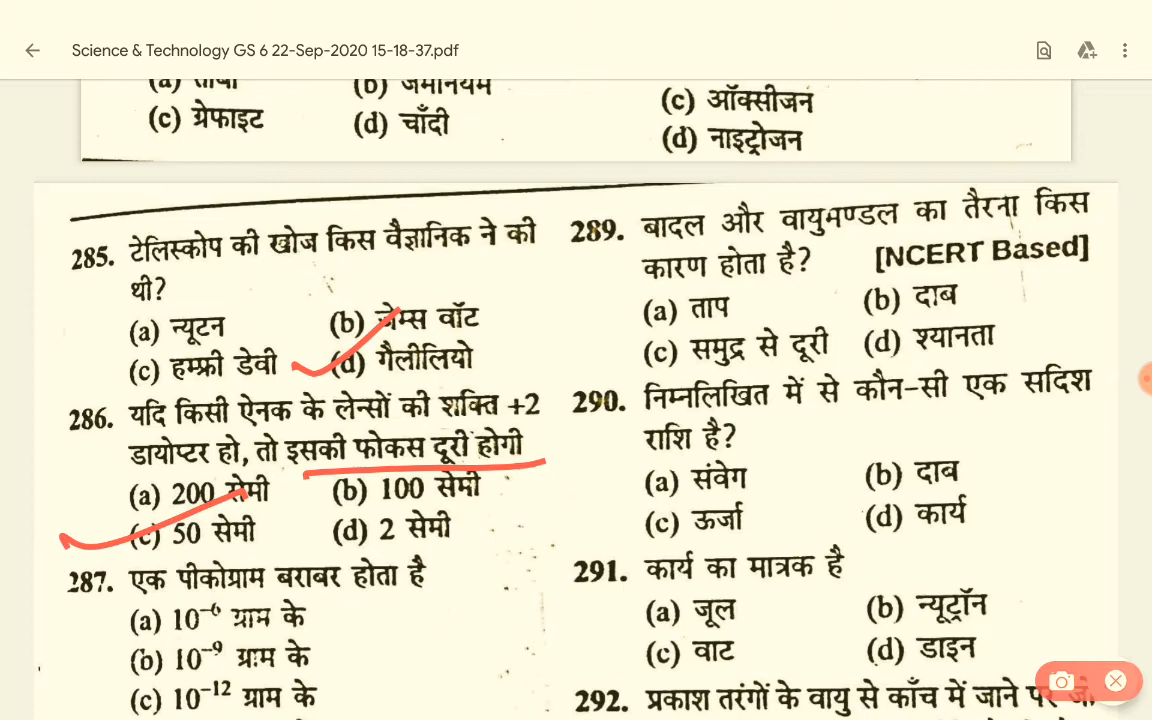 Science & Technology GS 6 22-Sep-2020 15-18-37.pdf
(b) जर्मेनियम
(c) ग्रेफाइट (d) चाँदी
(c) ऑक्सीजन
(d) नाइट्रोजन
285. टेलिस्कोप की खोज किस वैज्ञानिक ने की
थी?
(a) न्यूटन (b) जेम्स वॉट
(c) हम्फ्री डेवी (d) गैलीलियो
286. यदि किसी ऐनक के लेन्सों की शक्ति +2
डायोप्टर हो, तो इसकी फोकस दूरी होगी
(a) 200 सेमी (b) 100 सेमी
(c) 50 सेमी (d) 2 सेमी
287. एक पीकोग्राम बराबर होता है
(a) 10⁻⁶ ग्राम के
(b) 10⁻⁹ ग्राम के
(c) 10⁻¹² ग्राम के
289. बादल और वायुमण्डल का तैरना किस
कारण होता है? [NCERT Based]
(a) ताप (b) दाब
(c) समुद्र से दूरी (d) श्यानता
290. निम्नलिखित में से कौन-सी एक सदिश
राशि है?
(a) संवेग (b) दाब
(c) ऊर्जा (d) कार्य
291. कार्य का मात्रक है
(a) जूल (b) न्यूट्रॉन
(c) वाट (d) डाइन
292. प्रकाश तरंगों के वायु से काँच में जाने पर